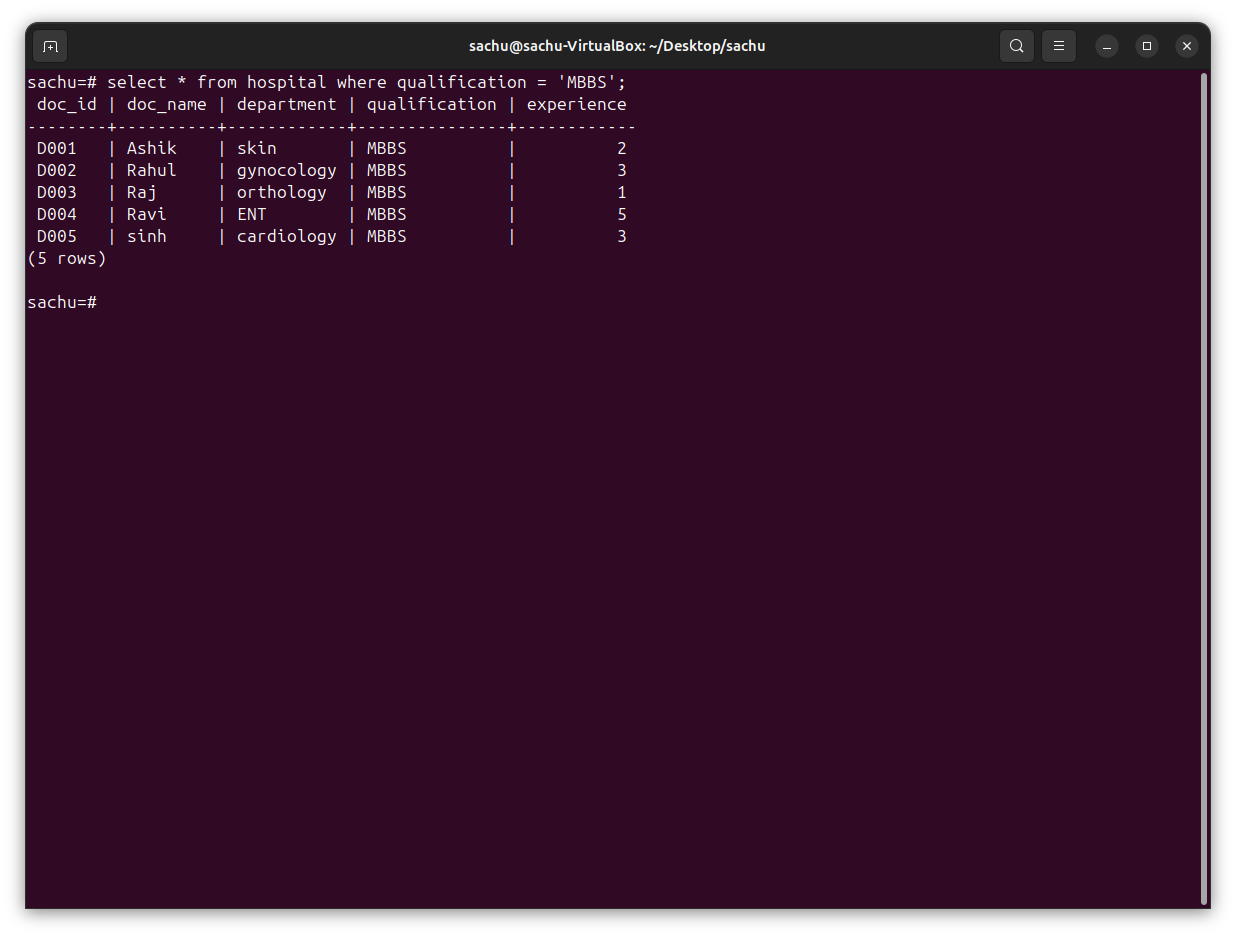 sachu@sachu-VirtualBox: ~/Desktop/sachu
sachu=# select * from hospital where qualification = 'MBBS';
 doc_id | doc_name | department | qualification | experience
--------+----------+------------+---------------+------------
 D001   | Ashik    | skin       | MBBS          |          2
 D002   | Rahul    | gynocology | MBBS          |          3
 D003   | Raj      | orthology  | MBBS          |          1
 D004   | Ravi     | ENT        | MBBS          |          5
 D005   | sinh     | cardiology | MBBS          |          3
(5 rows)
sachu=#